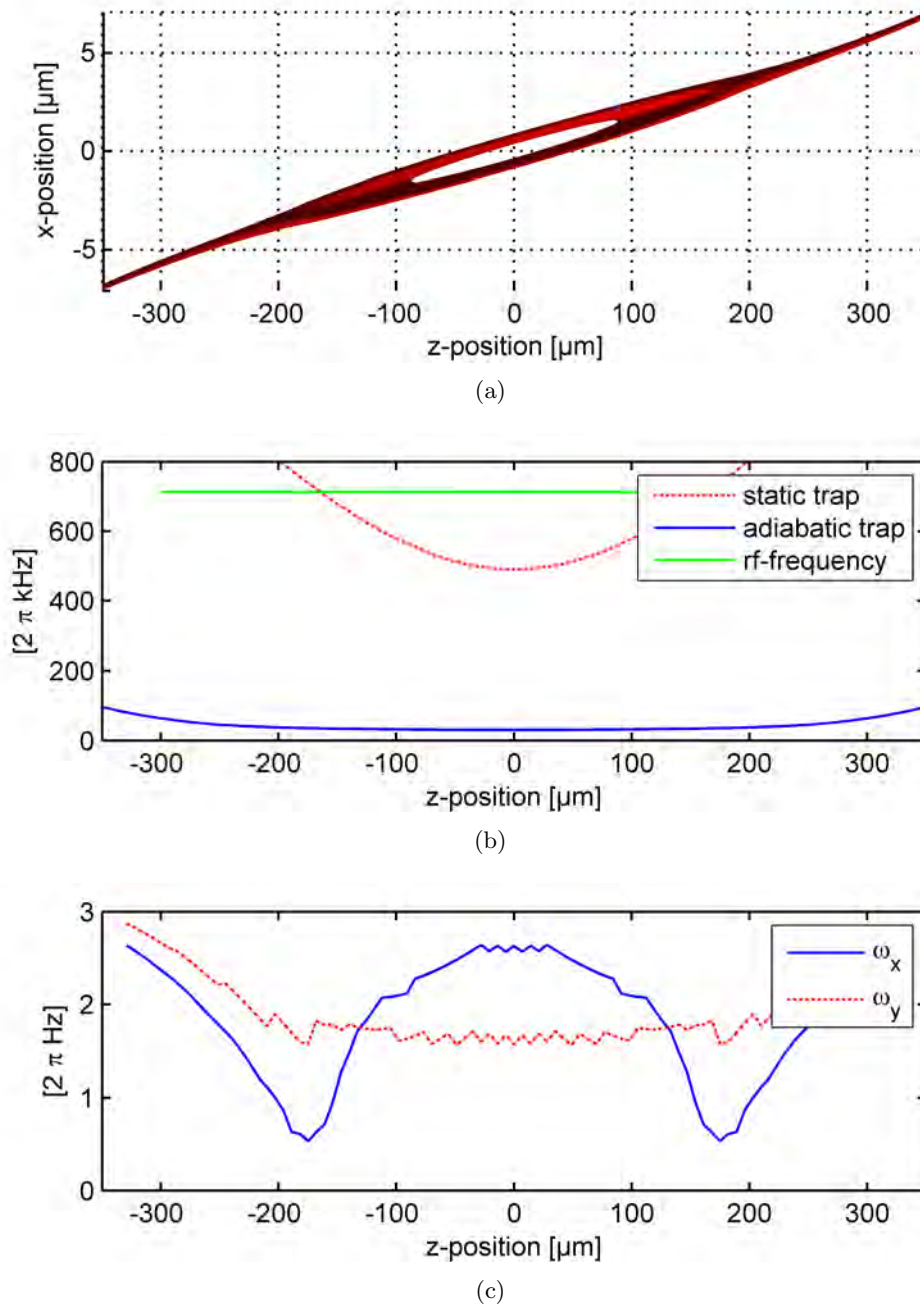 5
0
-5
x-position [μm]
-300 -200 -100 0 100 200 300
z-position [μm]
(a)
800
600
400
200
0
[2 π kHz]
static trap
adiabatic trap
rf-frequency
-300 -200 -100 0 100 200 300
z-position [μm]
(b)
3
2
1
0
[2 π Hz]
ω_x
ω_y
-300 -200 -100 0 100 200 300
z-position [μm]
(c)